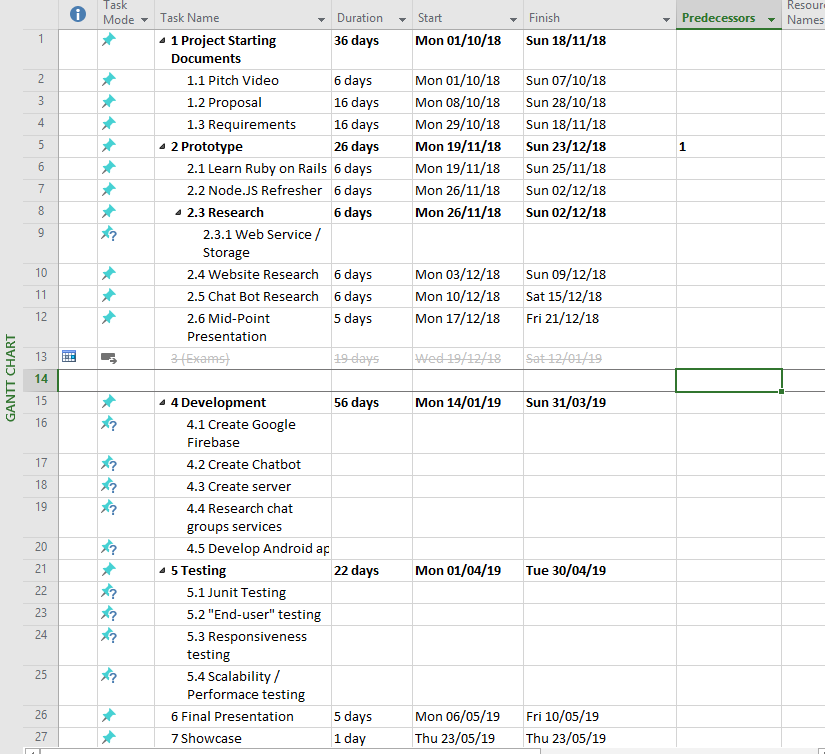 Task
Mode Task Name Duration Start Finish Predecessors Resour
Names
1 1 Project Starting 36 days Mon 01/10/18 Sun 18/11/18
Documents
2 1.1 Pitch Video 6 days Mon 01/10/18 Sun 07/10/18
3 1.2 Proposal 16 days Mon 08/10/18 Sun 28/10/18
4 1.3 Requirements 16 days Mon 29/10/18 Sun 18/11/18
5 2 Prototype 26 days Mon 19/11/18 Sun 23/12/18 1
6 2.1 Learn Ruby on Rails 6 days Mon 19/11/18 Sun 25/11/18
7 2.2 Node.JS Refresher 6 days Mon 26/11/18 Sun 02/12/18
8 2.3 Research 6 days Mon 26/11/18 Sun 02/12/18
9 2.3.1 Web Service /
Storage
10 2.4 Website Research 6 days Mon 03/12/18 Sun 09/12/18
11 2.5 Chat Bot Research 6 days Mon 10/12/18 Sat 15/12/18
12 2.6 Mid-Point 5 days Mon 17/12/18 Fri 21/12/18
Presentation
13 3 (Exams) 19 days Wed 19/12/18 Sat 12/01/19
14
15 4 Development 56 days Mon 14/01/19 Sun 31/03/19
16 4.1 Create Google
Firebase
17 4.2 Create Chatbot
18 4.3 Create server
19 4.4 Research chat
groups services
20 4.5 Develop Android ap
21 5 Testing 22 days Mon 01/04/19 Tue 30/04/19
22 5.1 Junit Testing
23 5.2 "End-user" testing
24 5.3 Responsiveness
testing
25 5.4 Scalability /
Performace testing
26 6 Final Presentation 5 days Mon 06/05/19 Fri 10/05/19
27 7 Showcase 1 day Thu 23/05/19 Thu 23/05/19
GANTT CHART